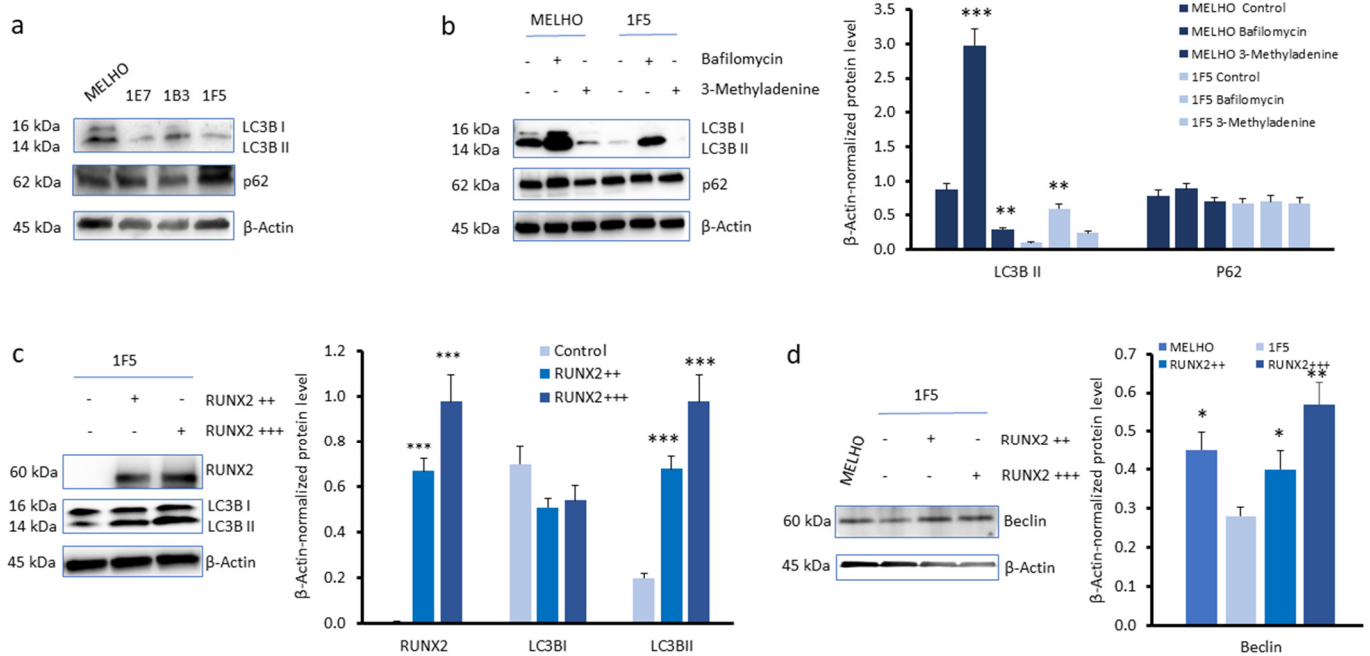 a
MELHO 1E7 1B3 1F5
16 kDa LC3B I
14 kDa LC3B II
62 kDa p62
45 kDa β-Actin
b
MELHO 1F5
- + - - + - Bafilomycin
- - + - - + 3-Methyladenine
16 kDa LC3B I
14 kDa LC3B II
62 kDa p62
45 kDa β-Actin
β-Actin-normalized protein level
3.5
3.0
2.5
2.0
1.5
1.0
0.5
0.0
***
**
**
LC3B II P62
MELHO Control
MELHO Bafilomycin
MELHO 3-Methyladenine
1F5 Control
1F5 Bafilomycin
1F5 3-Methyladenine
c
1F5
- + - RUNX2 ++
- - + RUNX2 +++
60 kDa RUNX2
16 kDa LC3B I
14 kDa LC3B II
45 kDa β-Actin
β-Actin-normalized protein level
1.2
1.0
0.8
0.6
0.4
0.2
0.0
***
***
***
***
Control
RUNX2++
RUNX2+++
RUNX2 LC3BI LC3BII
d
1F5
MELHO - + - RUNX2 ++
- - + RUNX2 +++
60 kDa Beclin
45 kDa β-Actin
β-Actin-normalized protein level
MELHO 1F5
RUNX2++ RUNX2+++
0.7
0.6
0.5
0.4
0.3
0.2
0.1
0.0
*
*
**
Beclin